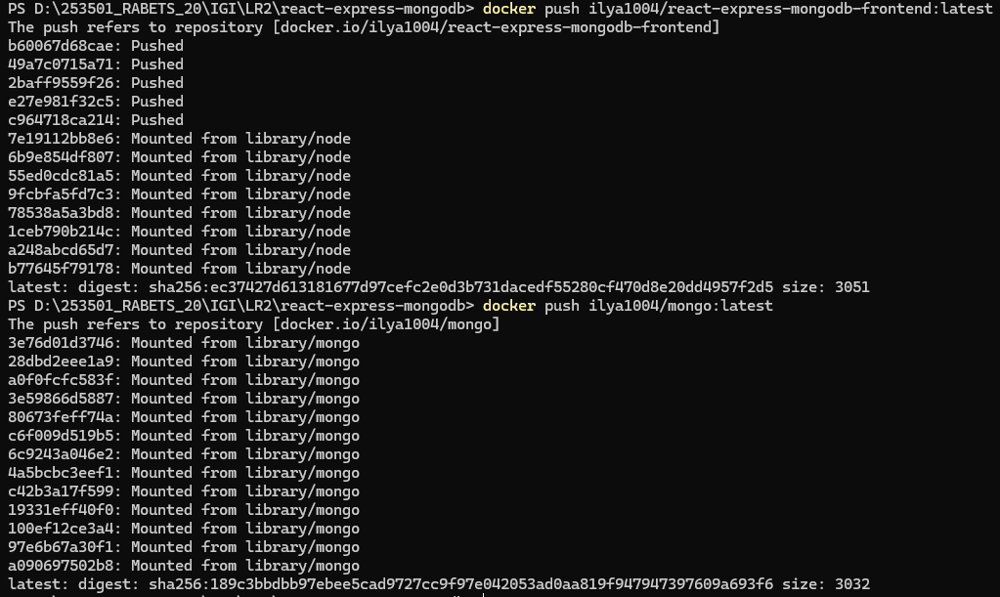 PS D:\253501_RABETS_20\IGI\LR2\react-express-mongodb> docker push ilya1004/react-express-mongodb-frontend:latest
The push refers to repository [docker.io/ilya1004/react-express-mongodb-frontend]
b60067d68cae: Pushed
49a7c0715a71: Pushed
2baff9559f26: Pushed
e27e981f32c5: Pushed
c964718ca214: Pushed
7e19112bb8e6: Mounted from library/node
6b9e854df807: Mounted from library/node
55ed0cdc81a5: Mounted from library/node
9fcbfa5fd7c3: Mounted from library/node
78538a5a3bd8: Mounted from library/node
1ceb790b214c: Mounted from library/node
a248abcd65d7: Mounted from library/node
b77645f79178: Mounted from library/node
latest: digest: sha256:ec37427d613181677d97cefc2e0d3b731dacedf55280cf470d8e20dd4957f2d5 size: 3051
PS D:\253501_RABETS_20\IGI\LR2\react-express-mongodb> docker push ilya1004/mongo:latest
The push refers to repository [docker.io/ilya1004/mongo]
3e76d01d3746: Mounted from library/mongo
28dbd2eee1a9: Mounted from library/mongo
a0f0fcfc583f: Mounted from library/mongo
3e59866d5887: Mounted from library/mongo
80673feff74a: Mounted from library/mongo
c6f009d519b5: Mounted from library/mongo
6c9243a046e2: Mounted from library/mongo
4a5bcbc3eef1: Mounted from library/mongo
c42b3a17f599: Mounted from library/mongo
19331eff40f0: Mounted from library/mongo
100ef12ce3a4: Mounted from library/mongo
97e6b67a30f1: Mounted from library/mongo
a090697502b8: Mounted from library/mongo
latest: digest: sha256:189c3bbdbb97ebee5cad9727cc9f97e042053ad0aa819f947947397609a693f6 size: 3032